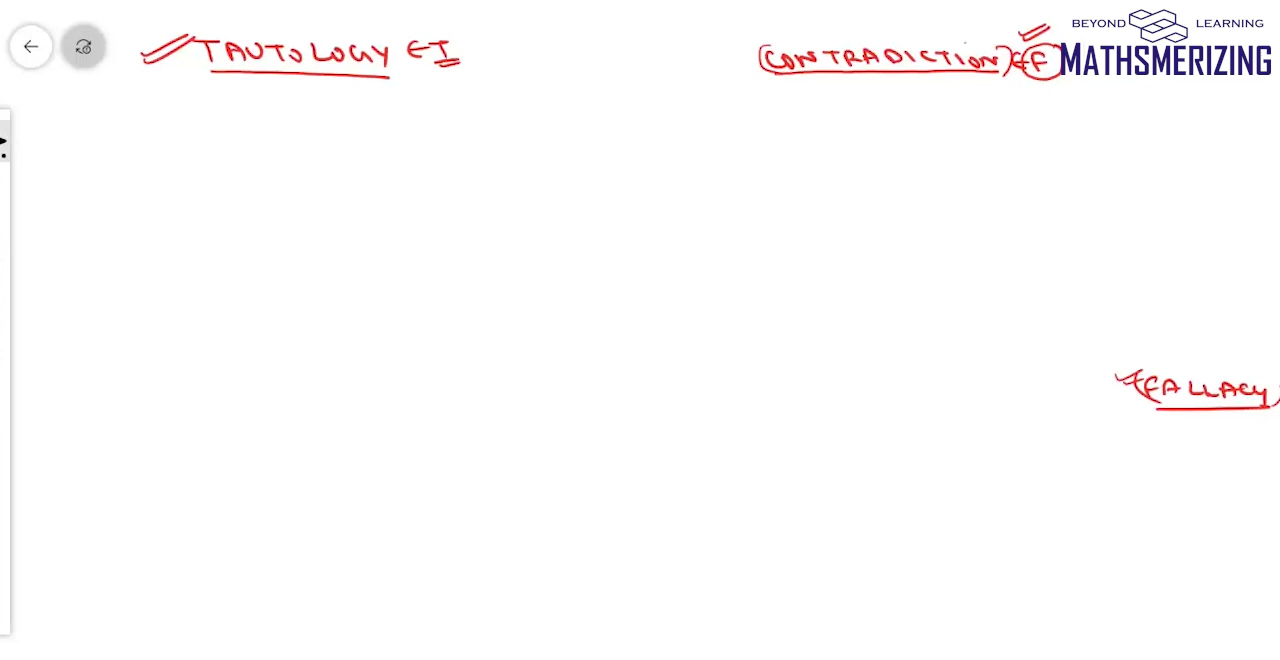 TAUTOLOGY ← T
(CONTRADICTION) ← F
BEYOND LEARNING
MATHSMERIZING
(FALLACY)